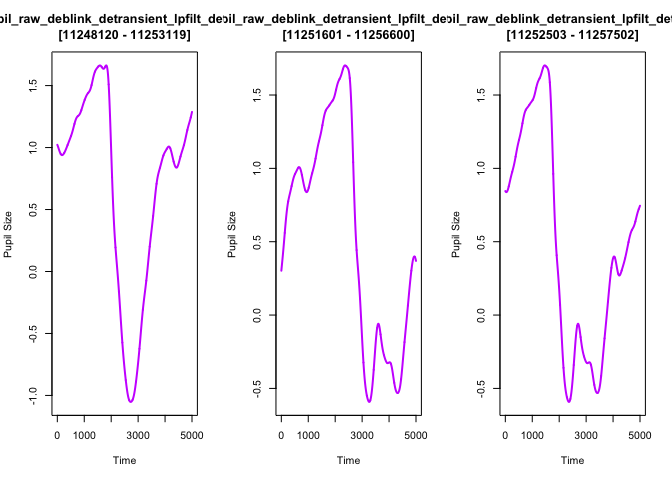 pil_raw_deblink_detransient_lpfilt_de
[11248120 - 11253119]
Pupil Size
1.5
1.0
0.5
0.0
-0.5
-1.0
0 1000 3000 5000
Time
pil_raw_deblink_detransient_lpfilt_de
[11251601 - 11256600]
Pupil Size
1.5
1.0
0.5
0.0
-0.5
0 1000 3000 5000
Time
pil_raw_deblink_detransient_lpfilt_de
[11252503 - 11257502]
Pupil Size
1.5
1.0
0.5
0.0
-0.5
0 1000 3000 5000
Time